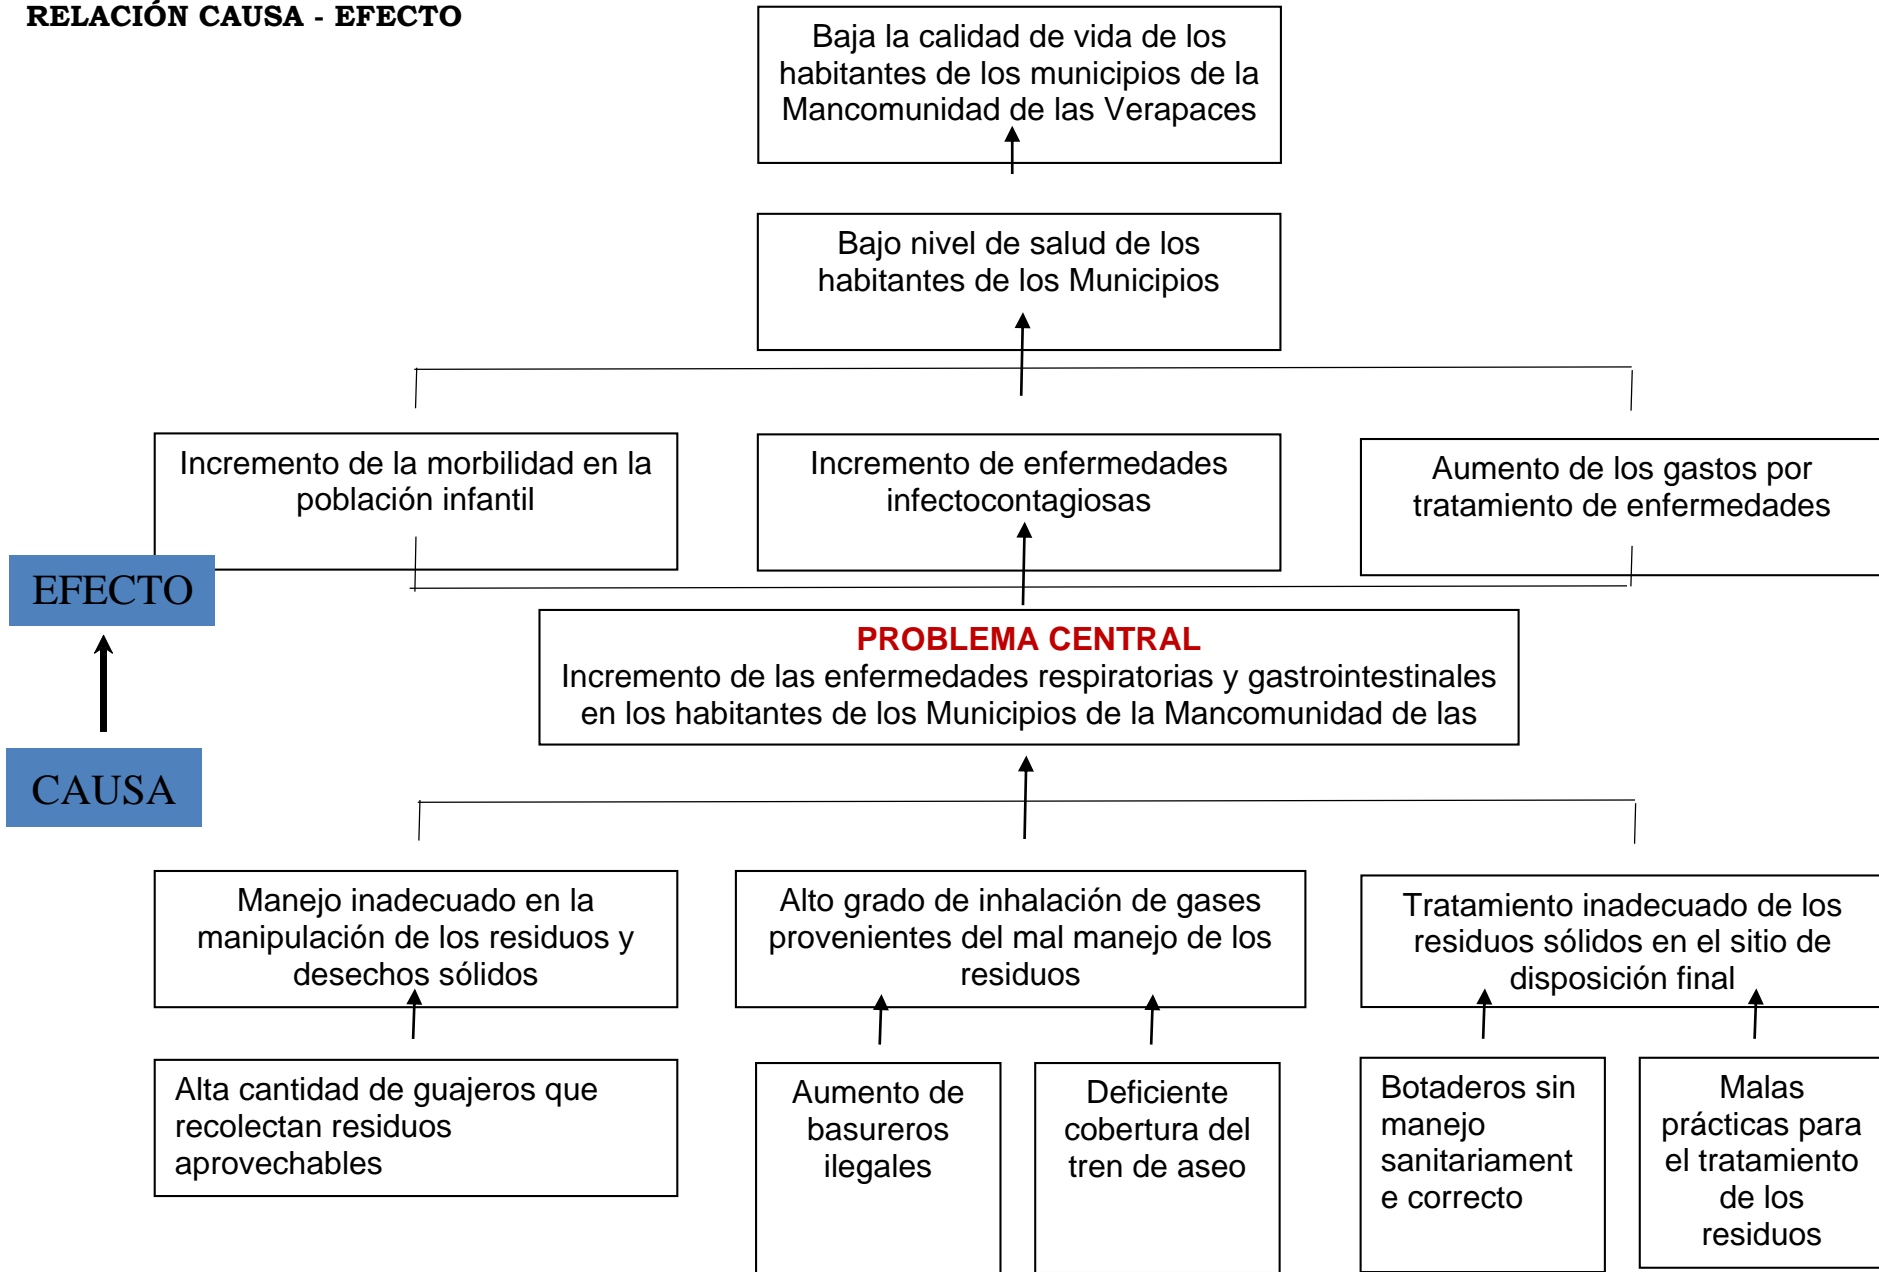 RELACIÓN CAUSA - EFECTO
Baja la calidad de vida de los
habitantes de los municipios de la
Mancomunidad de las Verapaces
Bajo nivel de salud de los
habitantes de los Municipios
Incremento de la morbilidad en la
población infantil
Incremento de enfermedades
infectocontagiosas
Aumento de los gastos por
tratamiento de enfermedades
EFECTO
PROBLEMA CENTRAL
Incremento de las enfermedades respiratorias y gastrointestinales
en los habitantes de los Municipios de la Mancomunidad de las
CAUSA
Manejo inadecuado en la
manipulación de los residuos y
desechos sólidos
Alto grado de inhalación de gases
provenientes del mal manejo de los
residuos
Tratamiento inadecuado de los
residuos sólidos en el sitio de
disposición final
Alta cantidad de guajeros que
recolectan residuos
aprovechables
Aumento de
basureros
ilegales
Deficiente
cobertura del
tren de aseo
Botaderos sin
manejo
sanitariament
e correcto
Malas
prácticas para
el tratamiento
de los
residuos